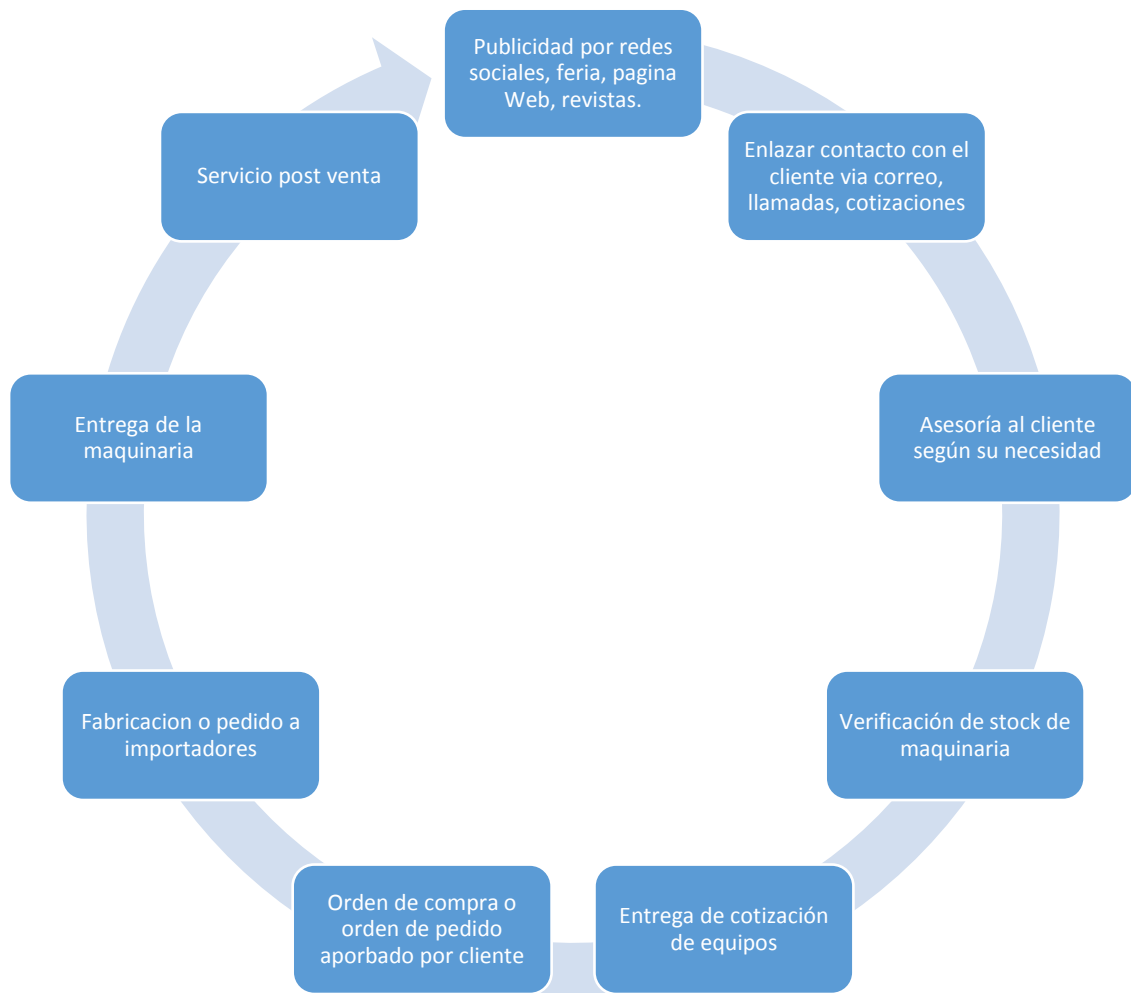 Publicidad por redes
sociales, feria, pagina
Web, revistas.
Enlazar contacto con el
cliente via correo,
llamadas, cotizaciones
Asesoría al cliente
según su necesidad
Verificación de stock de
maquinaria
Entrega de cotización
de equipos
Orden de compra o
orden de pedido
aporbado por cliente
Fabricacion o pedido a
importadores
Entrega de la
maquinaria
Servicio post venta